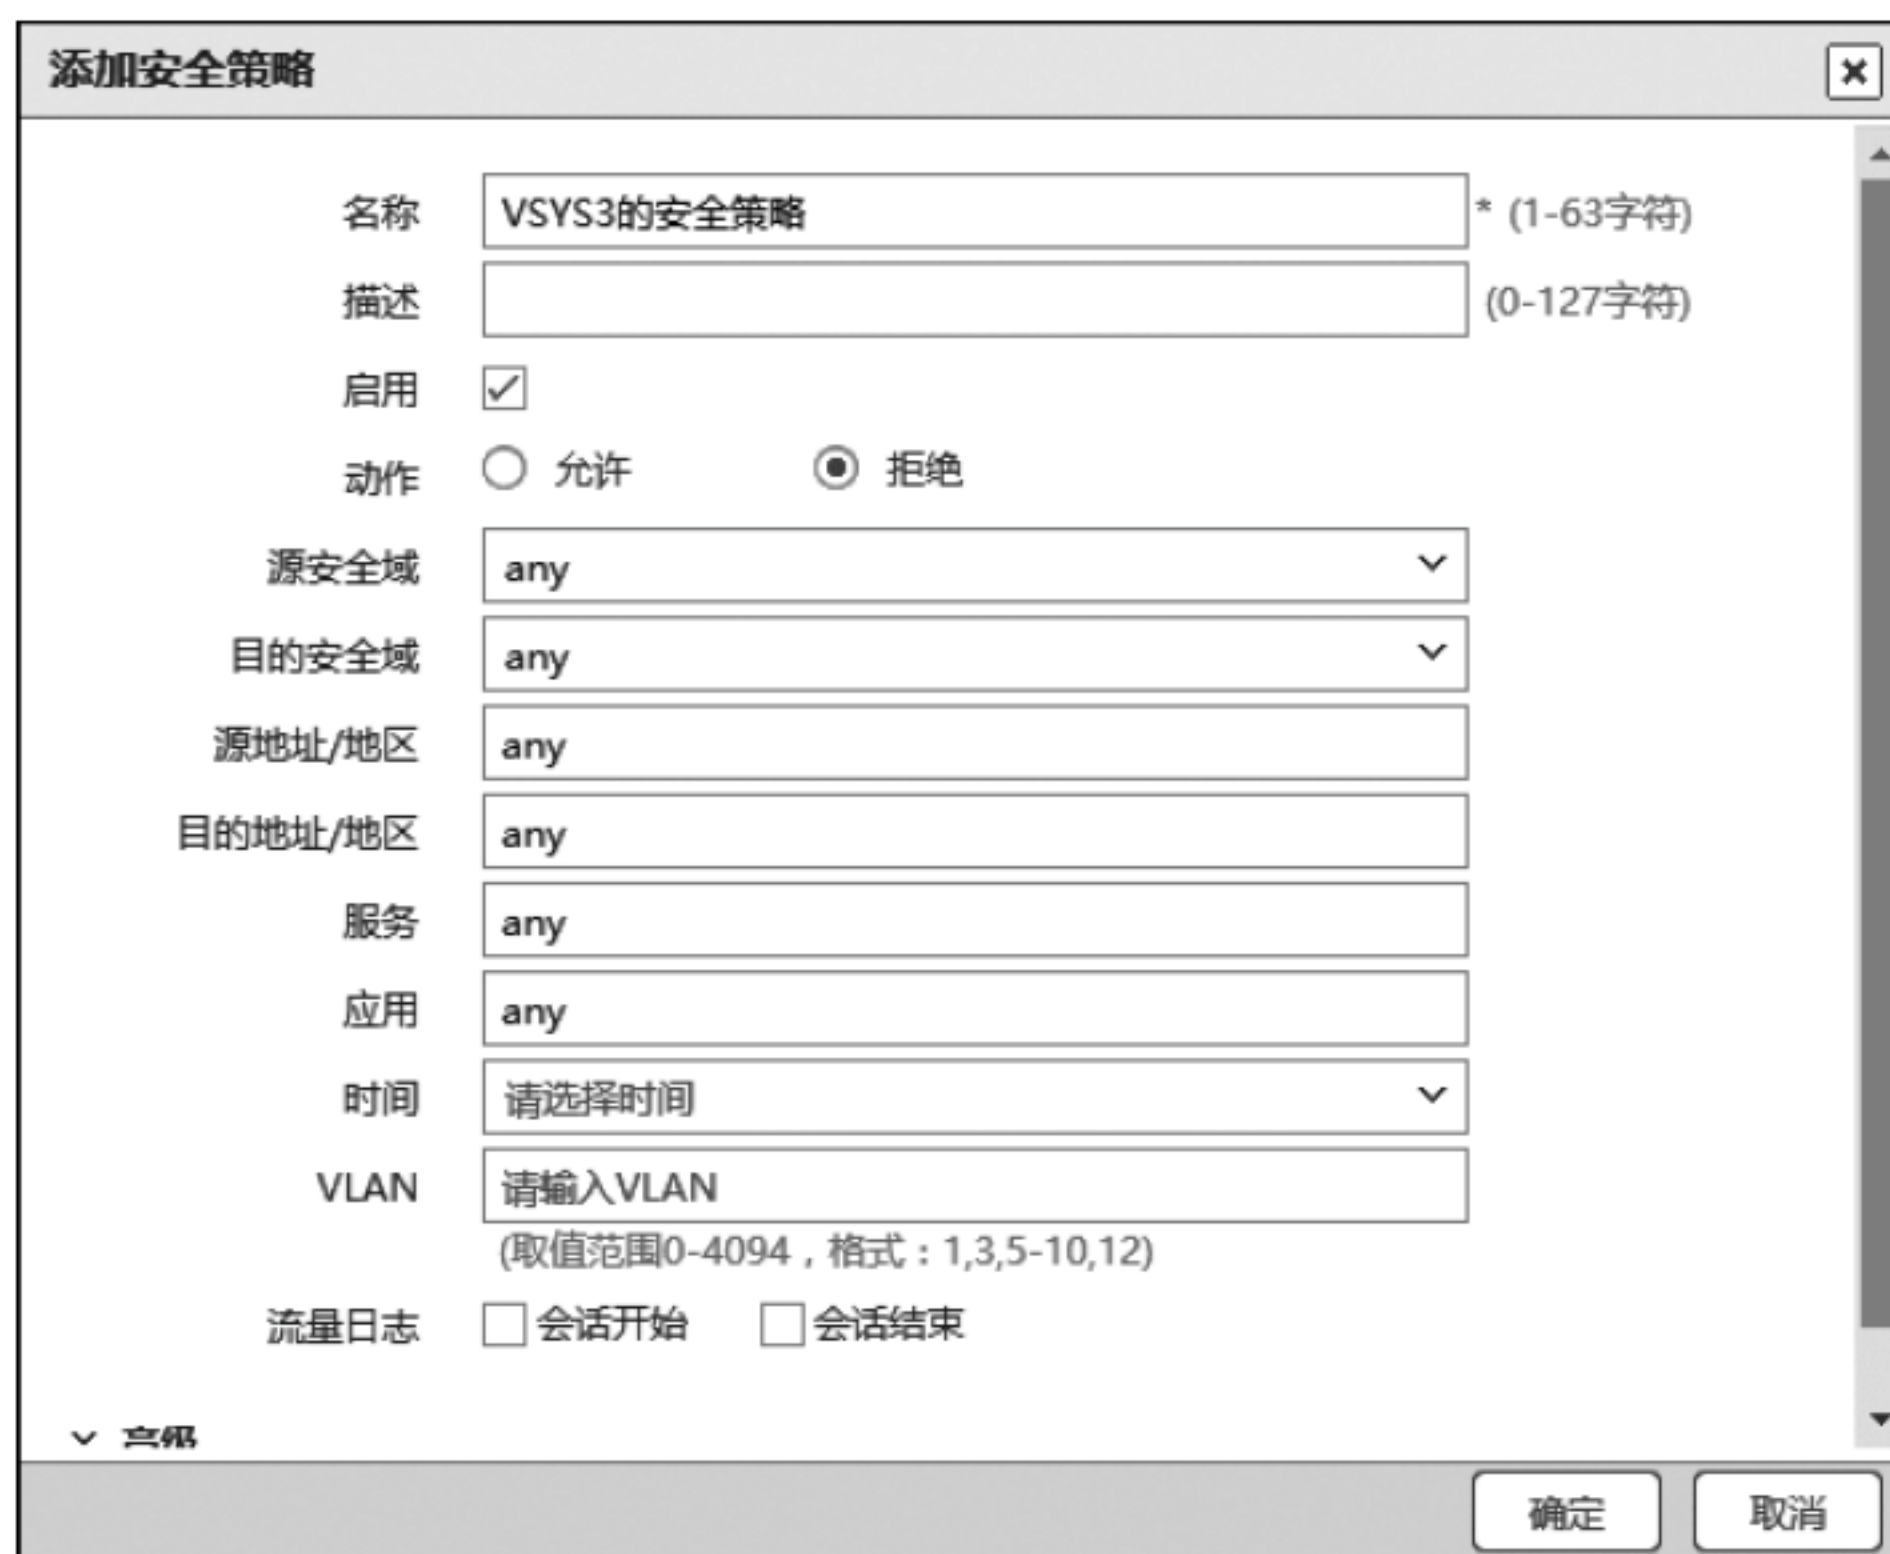 添加安全策略
名称 VSYS3的安全策略 * (1-63字符)
描述 (0-127字符)
启用
动作 允许 拒绝
源安全域 any
目的安全域 any
源地址/地区 any
目的地址/地区 any
服务 any
应用 any
时间 请选择时间
VLAN 请输入VLAN
(取值范围0-4094，格式：1,3,5-10,12)
流量日志 会话开始 会话结束
高级
确定 取消